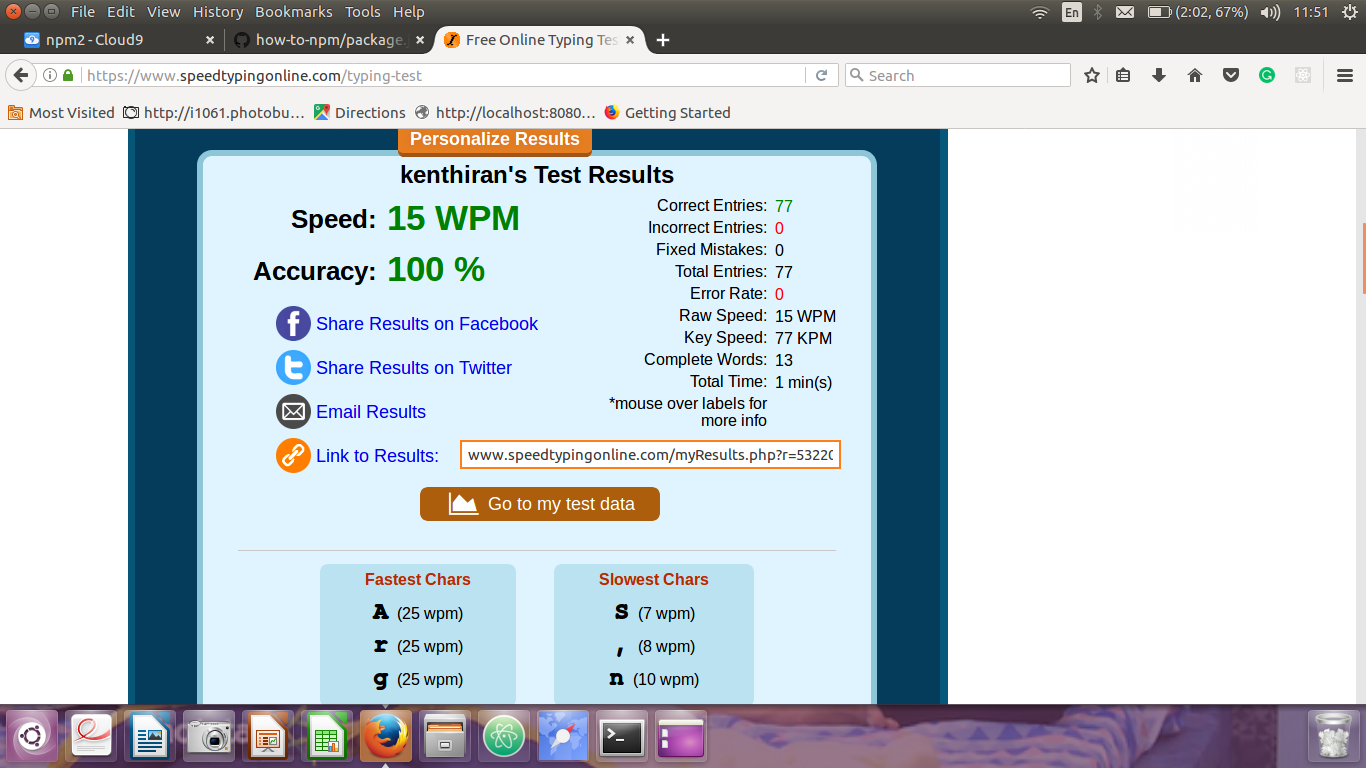 File Edit View History Bookmarks Tools Help
En (2:02, 67%) 11:51
npm2 - Cloud9 × how-to-npm/package. × Free Online Typing Tes ×
https://www.speedtypingonline.com/typing-test
Search
Most Visited http://i1061.photobu... Directions http://localhost:8080... Getting Started
Personalize Results
kenthiran's Test Results
Speed: 15 WPM
Accuracy: 100 %
Share Results on Facebook
Share Results on Twitter
Email Results
Link to Results: www.speedtypingonline.com/myResults.php?r=53220
Correct Entries: 77
Incorrect Entries: 0
Fixed Mistakes: 0
Total Entries: 77
Error Rate: 0
Raw Speed: 15 WPM
Key Speed: 77 KPM
Complete Words: 13
Total Time: 1 min(s)
*mouse over labels for
more info
Go to my test data
Fastest Chars
A (25 wpm)
r (25 wpm)
g (25 wpm)
Slowest Chars
S (7 wpm)
, (8 wpm)
n (10 wpm)